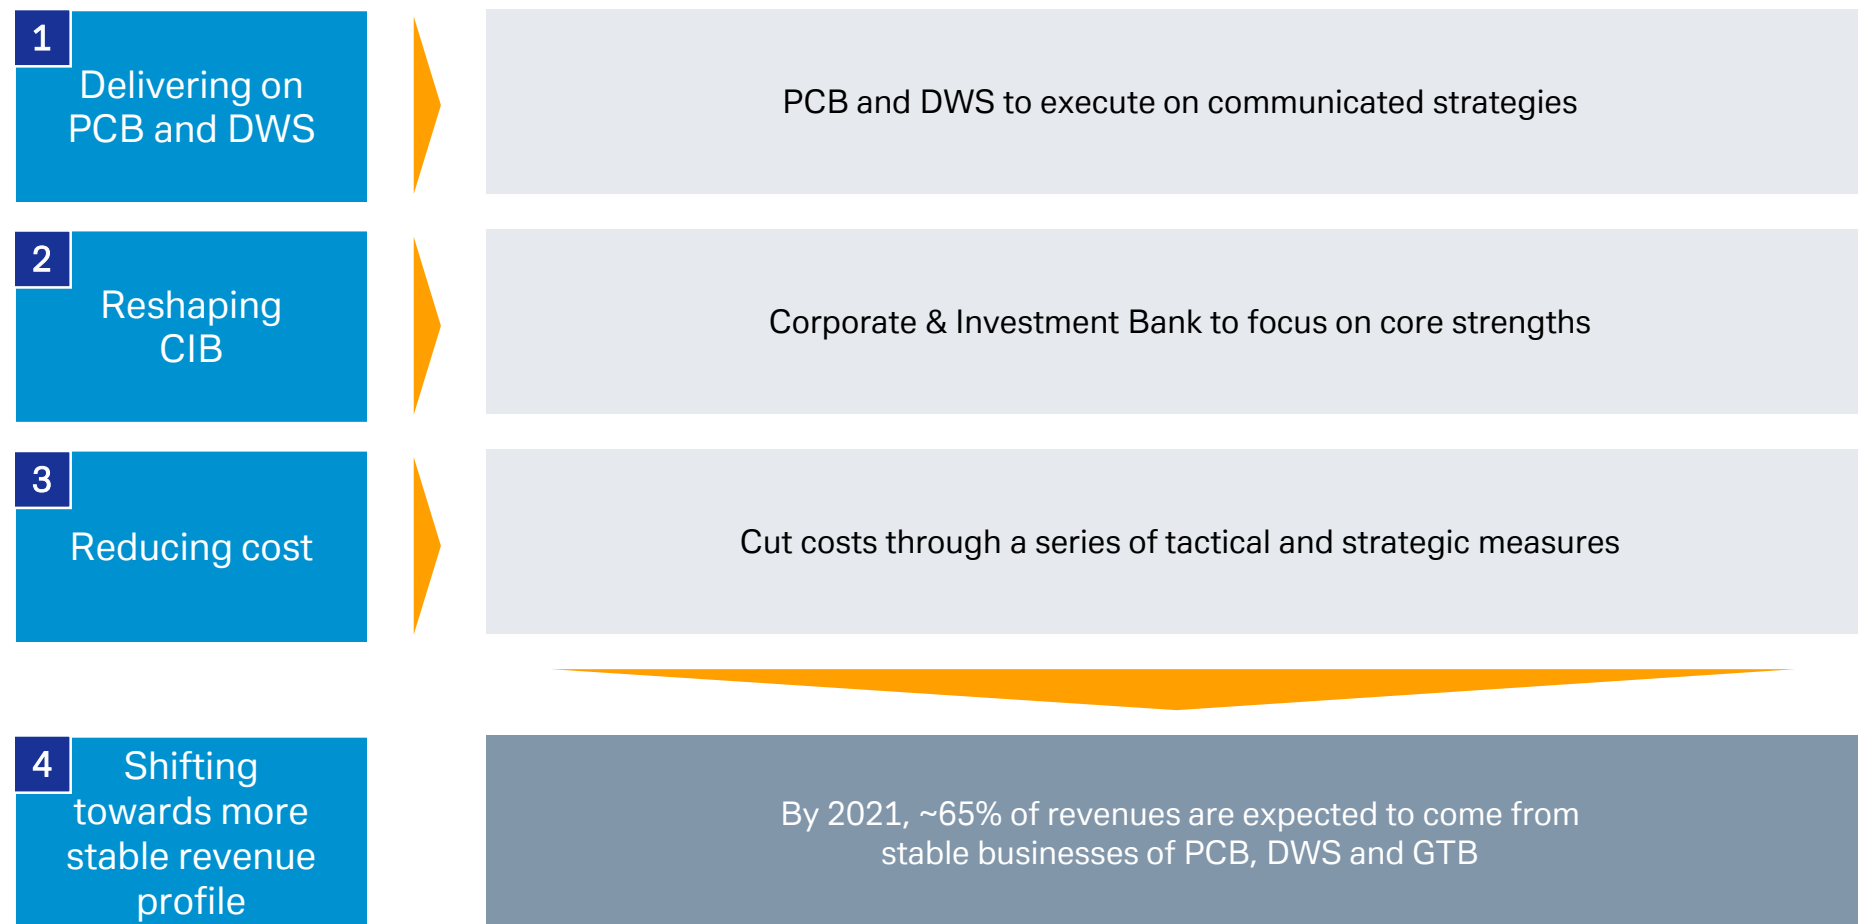 1
Delivering on
PCB and DWS
PCB and DWS to execute on communicated strategies
2
Reshaping
CIB
Corporate & Investment Bank to focus on core strengths
3
Reducing cost
Cut costs through a series of tactical and strategic measures
4
Shifting
towards more
stable revenue
profile
By 2021, ~65% of revenues are expected to come from
stable businesses of PCB, DWS and GTB